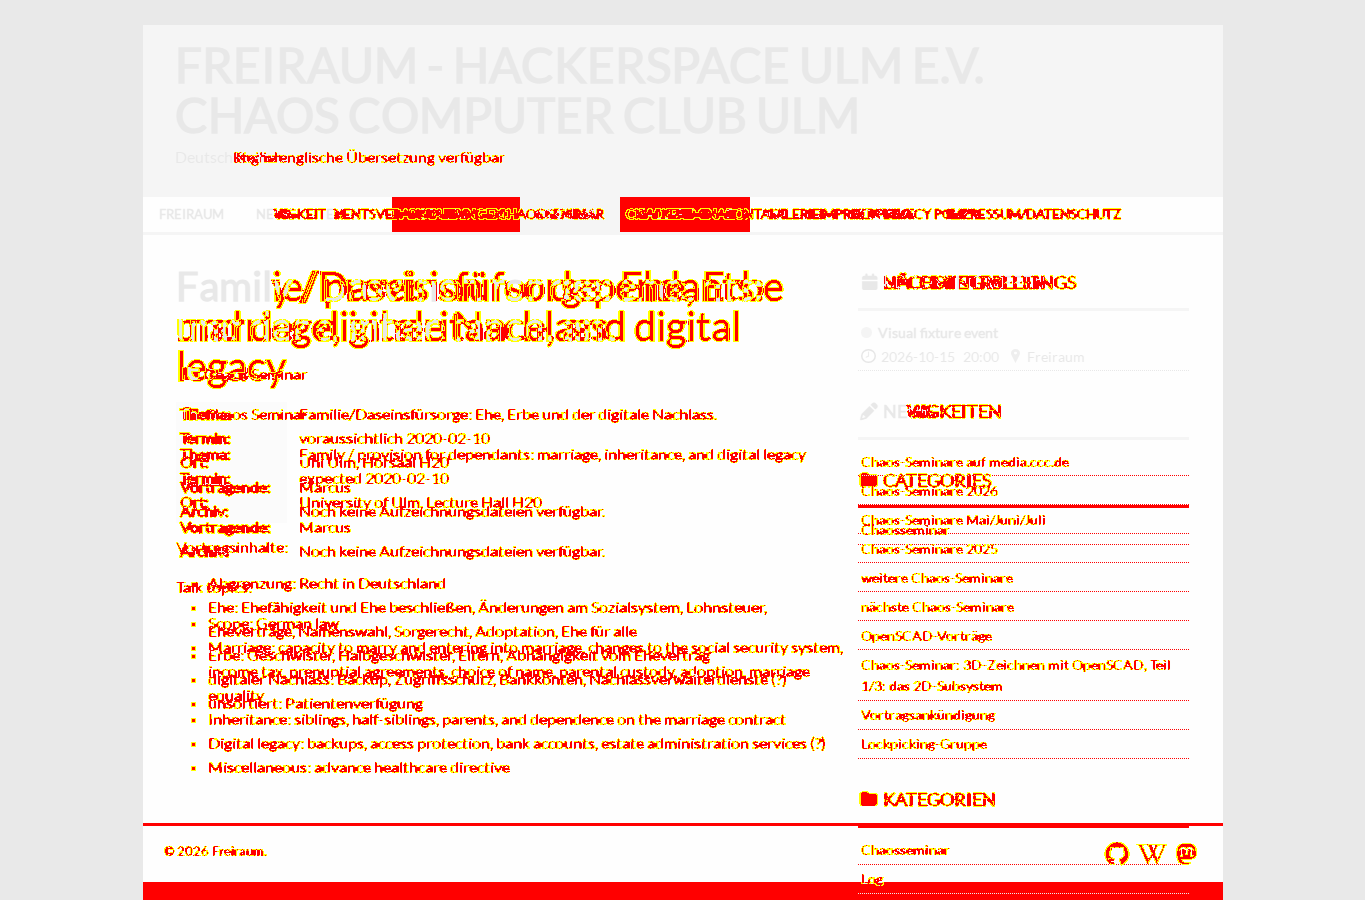 FREIRAUM - HACKERSPACE ULM E.V.
CHAOS COMPUTER CLUB ULM
Keine englische Übersetzung verfügbar
FREIRAUM
legacy
Chaos Seminar
Thema: Familie/Daseinsfürsorge: Ehe, Erbe und der digitale Nachlass.
Termin: voraussichtlich 2020-02-10
Thema: Family / provision for dependants: marriage, inheritance, and digital legacy
Ort: Uni Ulm, Hörsaal H20
Termin: expected 2020-02-10
Vortragende: Marcus
Ort: University of Ulm, Lecture Hall H20
Archiv: Noch keine Aufzeichnungsdateien verfügbar.
Vortragende: Marcus
Vortragsinhalte:
Archiv: Noch keine Aufzeichnungsdateien verfügbar.
Abgrenzung: Recht in Deutschland
Talk topics:
Ehe: Ehefähigkeit und Ehe beschließen, Änderungen am Sozialsystem, Lohnsteuer,
Scope: German law
Eheverträge, Namenswahl, Sorgerecht, Adoptation, Ehe für alle
Marriage: capacity to marry and entering into marriage, changes to the social security system,
Erbe: Geschwister, Halbgeschwister, Eltern, Abhängigkeit vom Ehevertrag
income tax, prenuptial agreements, choice of name, parental custody, adoption, marriage
digitaler Nachlass: Backup, Zugriffsschutz, Bankkonten, Nachlassverwalterdienste (?)
equality
unsortiert: Patientenverfügung
Inheritance: siblings, half-siblings, parents, and dependence on the marriage contract
Digital legacy: backups, access protection, bank accounts, estate administration services (?)
Miscellaneous: advance healthcare directive
Visual fixture event
2026-10-15 20:00 Freiraum
Chaos-Seminare auf media.ccc.de
CATEGORIES
Chaos-Seminare 2026
Chaos-Seminare Mai/Juni/Juli
Chaosseminar
Chaos-Seminare 2025
weitere Chaos-Seminare
nächste Chaos-Seminare
OpenSCAD-Vorträge
Chaos-Seminar: 3D-Zeichnen mit OpenSCAD, Teil
1/3: das 2D-Subsystem
Vortragsankündigung
Lockpicking-Gruppe
KATEGORIEN
Chaosseminar
Log
© 2026 Freiraum.